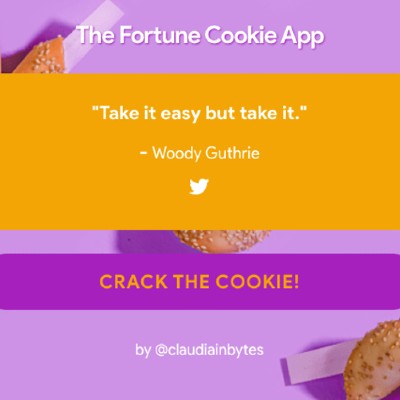 The Fortune Cookie App
"Take it easy but take it."
- Woody Guthrie
CRACK THE COOKIE!
by @claudiainbytes